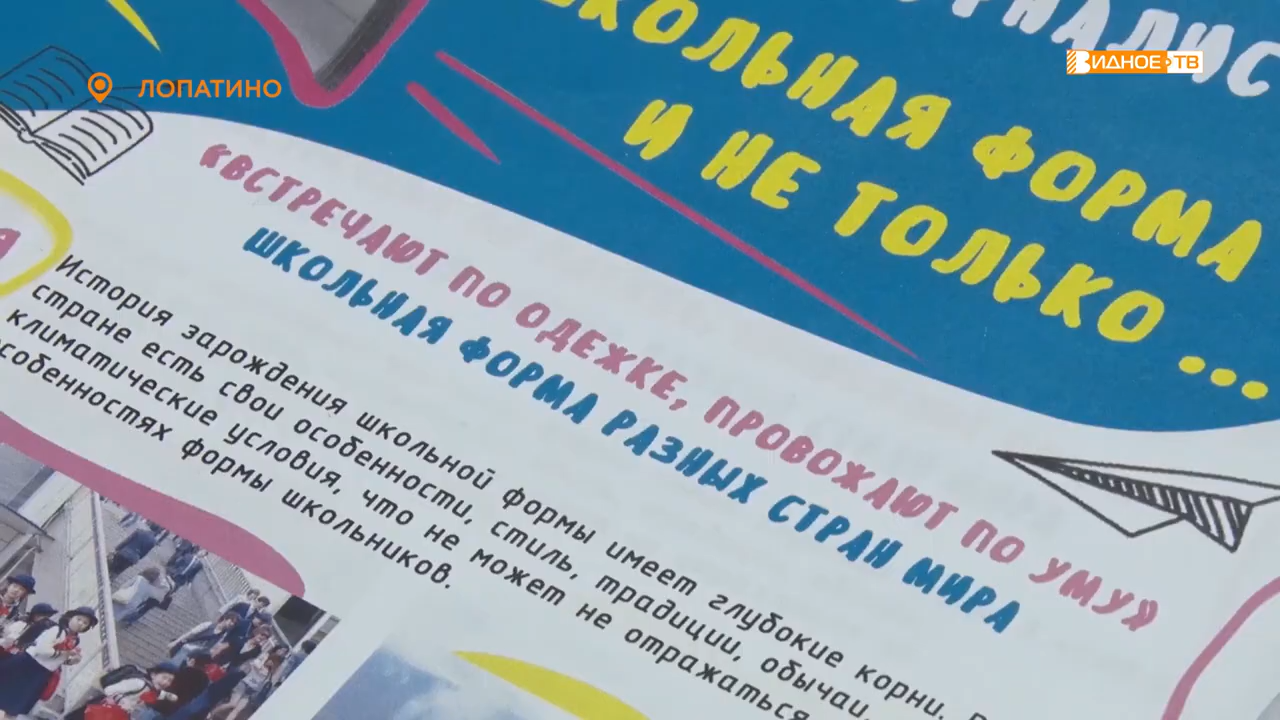 ЛОПАТИНО
ВИДНОЕ ТВ
ШКОЛЬНАЯ ФОРМА
И НЕ ТОЛЬКО ...
«ВСТРЕЧАЮТ ПО ОДЕЖКЕ, ПРОВОЖАЮТ ПО УМУ»
ШКОЛЬНАЯ ФОРМА РАЗНЫХ СТРАН МИРА
История зарождения школьной формы имеет глубокие корни.
стране есть свои особенности, стиль, традиции, обычаи,
климатические условия, что не может не отражаться
особенностях формы школьников.